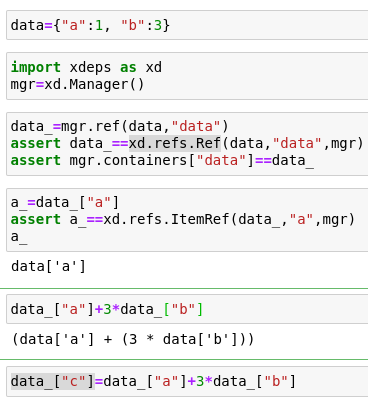 data={"a":1, "b":3}
import xdeps as xd
mgr=xd.Manager()
data_=mgr.ref(data,"data")
assert data_==xd.refs.Ref(data,"data",mgr)
assert mgr.containers["data"]==data_
a_=data_["a"]
assert a_==xd.refs.ItemRef(data_,"a",mgr)
a_
data['a']
data_["a"]+3*data_["b"]
(data['a'] + (3 * data['b']))
data_["c"]=data_["a"]+3*data_["b"]